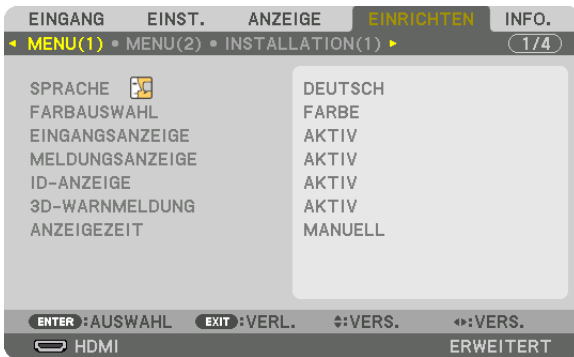 EINGANG EINST. ANZEIGE EINRICHTEN INFO.
MENU(1) • MENU(2) • INSTALLATION(1) 1/4
SPRACHE DEUTSCH
FARBAUSWAHL FARBE
EINGANGSANZEIGE AKTIV
MELDUNGSANZEIGE AKTIV
ID-ANZEIGE AKTIV
3D-WARNMELDUNG AKTIV
ANZEIGEZEIT MANUELL
ENTER :AUSWAHL EXIT :VERL. :VERS. :VERS.
HDMI ERWEITERT